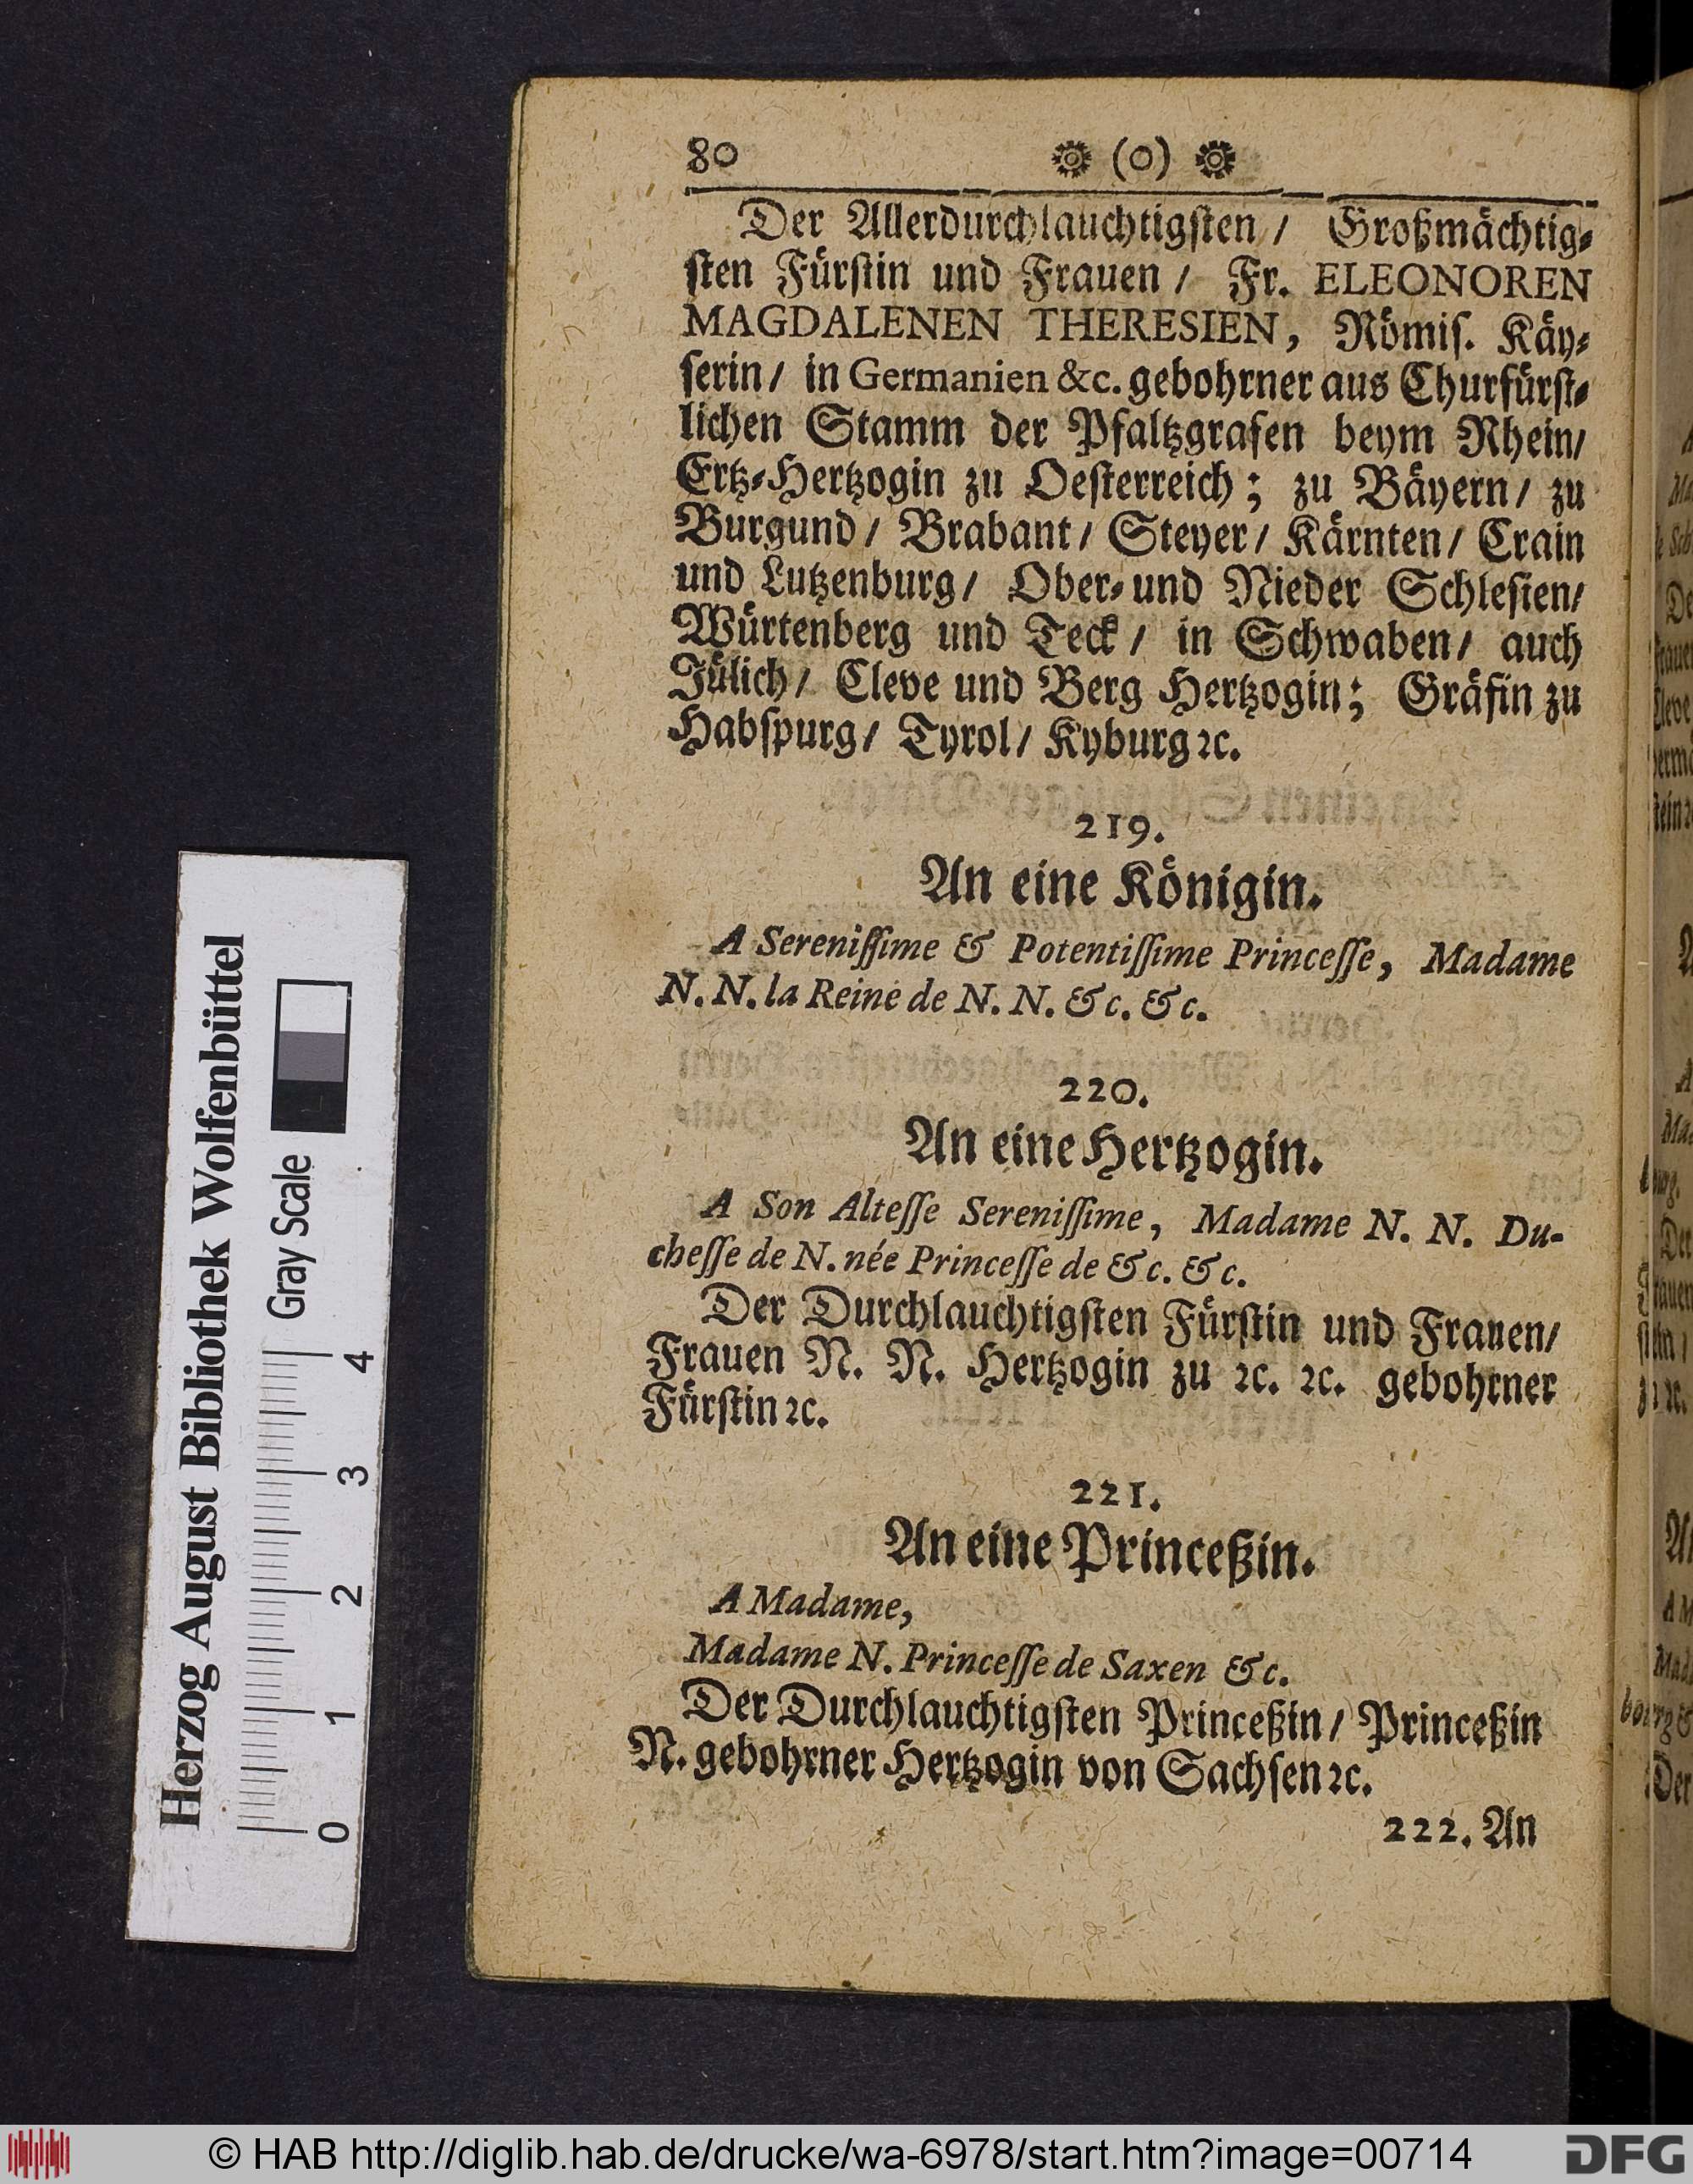 80 ❁ (0) ❁
Der Allerdurchlauchtigſten / Großmächtig⸗
ſten Fürſtin und Frauen / Fr. ELEONOREN
MAGDALENEN THERESIEN, Römiſ. Käy⸗
ſerin / in Germanien &c. gebohrner aus Churfürſt⸗
lichen Stamm der Pfaltzgrafen beym Rhein /
Ertz⸗Hertzogin zu Oeſterreich; zu Bäyern / zu
Burgund / Brabant / Steyer / Kärnten / Crain
und Lutzenburg / Ober⸗ und Nieder Schleſien /
Würtenberg und Teck / in Schwaben / auch
Jülich / Cleve und Berg Hertzogin; Gräfin zu
Habſpurg / Tyrol / Kyburg ꝛc.
219.
An eine Königin.
A Sereniſſime & Potentiſſime Princeſſe, Madame
N. N. la Reine de N. N. &c. &c.
220.
An eine Hertzogin.
A Son Alteſſe Sereniſſime, Madame N. N. Du-
cheſſe de N. née Princeſſe de &c. &c.
Der Durchlauchtigſten Fürſtin und Frauen /
Frauen N. N. Hertzogin zu ꝛc. ꝛc. gebohrner
Fürſtin ꝛc.
221.
An eine Princeßin.
A Madame,
Madame N. Princeſſe de Saxen &c.
Der Durchlauchtigſten Princeßin / Princeßin
N. gebohrner Hertzogin von Sachſen ꝛc.
222. An
Herzog August Bibliothek Wolfenbüttel
Gray Scale
0 1 2 3 4
© HAB http://diglib.hab.de/drucke/wa-6978/start.htm?image=00714
DFG